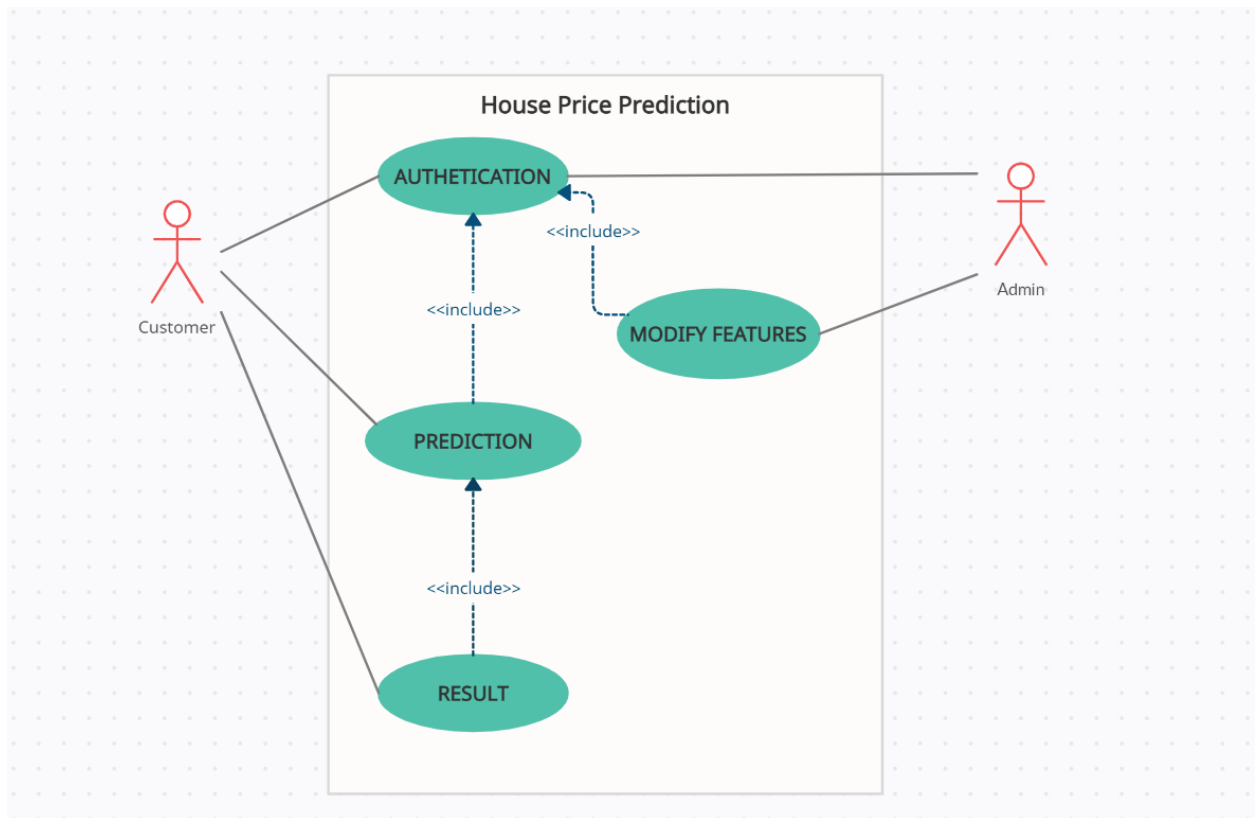 House Price Prediction
AUTHETICATION
<<include>>
Admin
<<include>>
Customer
MODIFY FEATURES
PREDICTION
<<include>>
RESULT